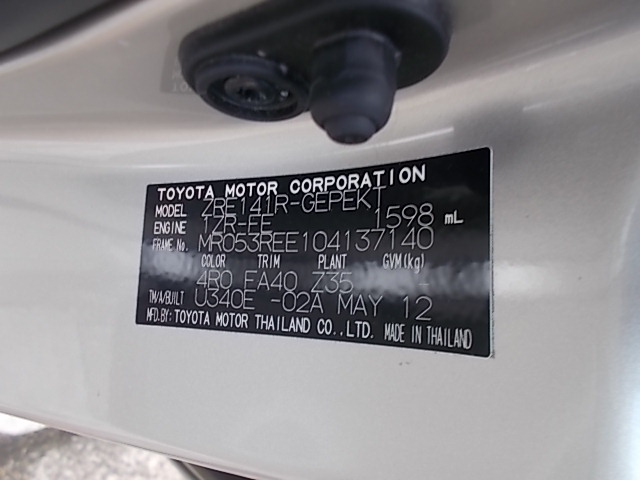 TOYOTA MOTOR CORPORATION
MODEL ZRE141R-GEPEKT
ENGINE 1ZR-FE 1598 mL
FRAME No. MR053REE104137140
COLOR TRIM PLANT GVM(kg)
4R0 FA40 Z35 -
TM/A/BUILT U340E -02A MAY 12
MFD.BY: TOYOTA MOTOR THAILAND CO.,LTD. MADE IN THAILAND